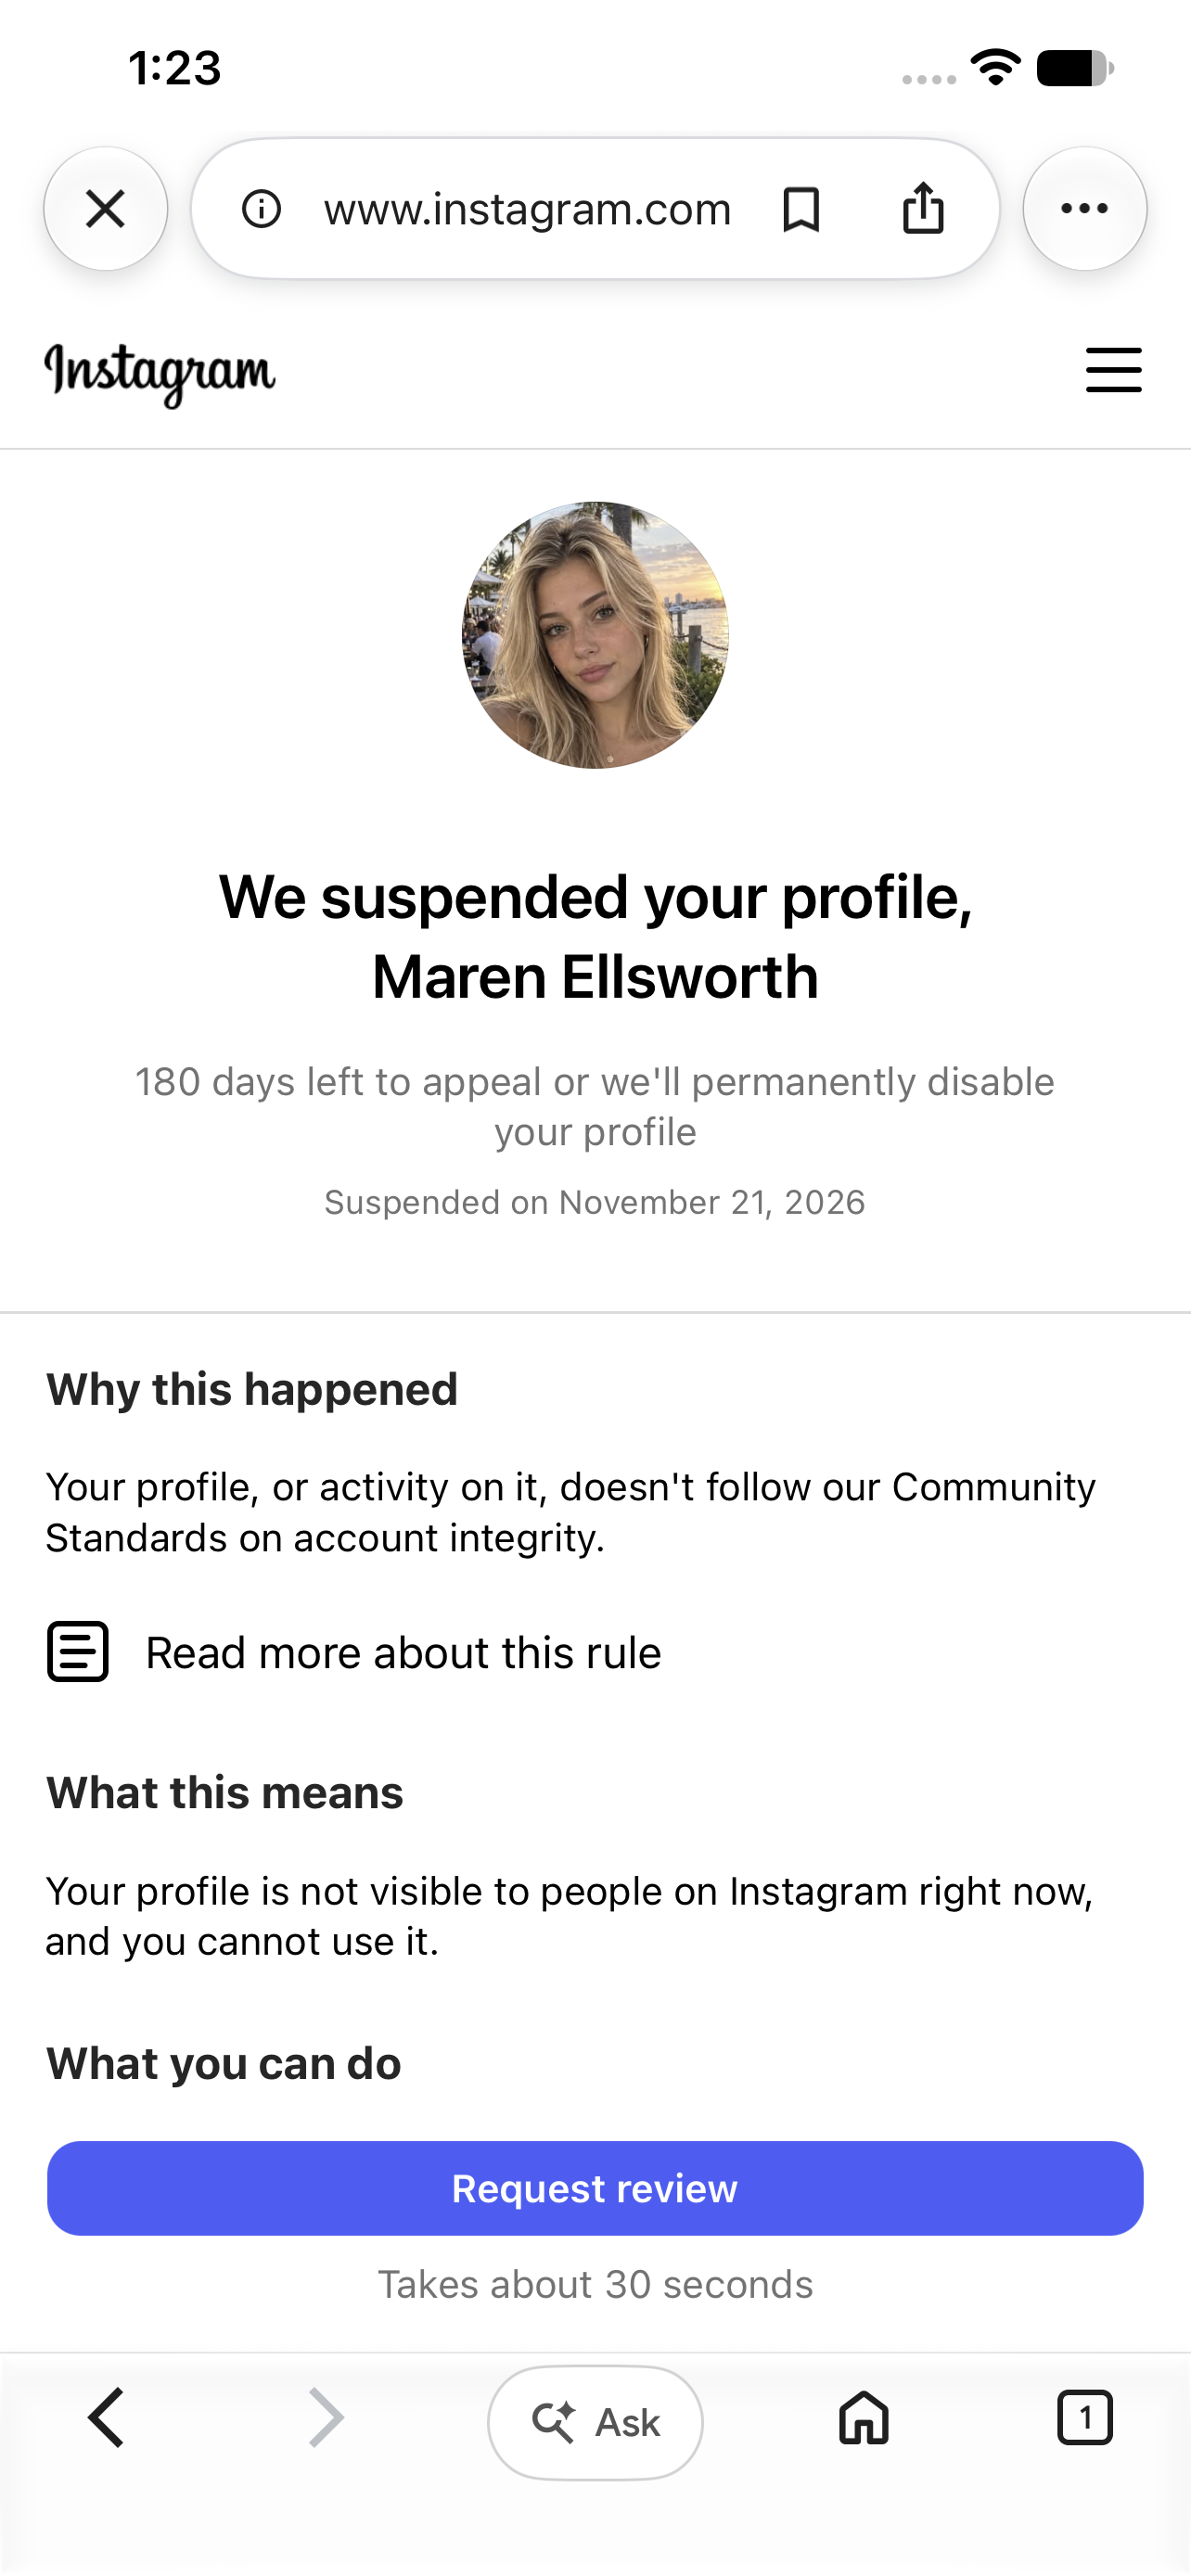 1:23
www.instagram.com
Instagram
We suspended your profile,
Maren Ellsworth
180 days left to appeal or we'll permanently disable
your profile
Suspended on November 21, 2026
Why this happened
Your profile, or activity on it, doesn't follow our Community
Standards on account integrity.
Read more about this rule
What this means
Your profile is not visible to people on Instagram right now,
and you cannot use it.
What you can do
Request review
Takes about 30 seconds
Ask
1